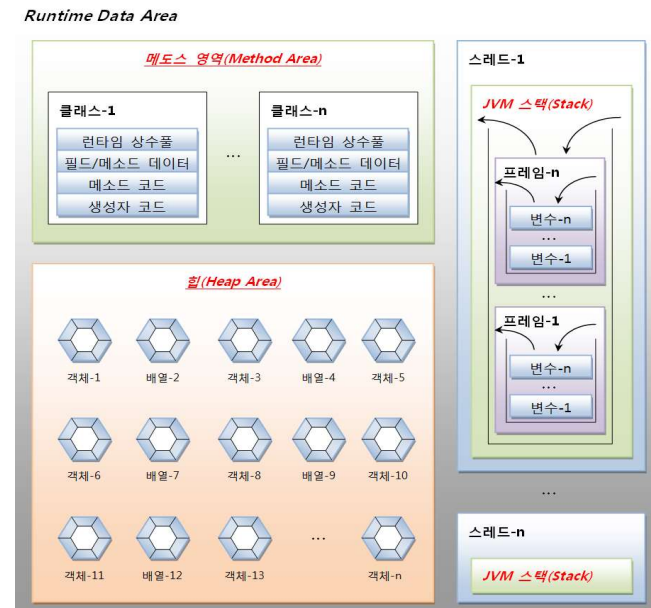 Runtime Data Area
메도스 영역(Method Area)
클래스-1
런타임 상수풀
필드/메소드 데이터
메소드 코드
생성자 코드
...
클래스-n
런타임 상수풀
필드/메소드 데이터
메소드 코드
생성자 코드
힙(Heap Area)
객체-1 배열-2 객체-3 배열-4 객체-5
객체-6 배열-7 객체-8 배열-9 객체-10
...
객체-11 배열-12 객체-13 객체-n
스레드-1
JVM 스택(Stack)
프레임-n
변수-n
...
변수-1
...
프레임-1
변수-n
...
변수-1
...
스레드-n
JVM 스택(Stack)